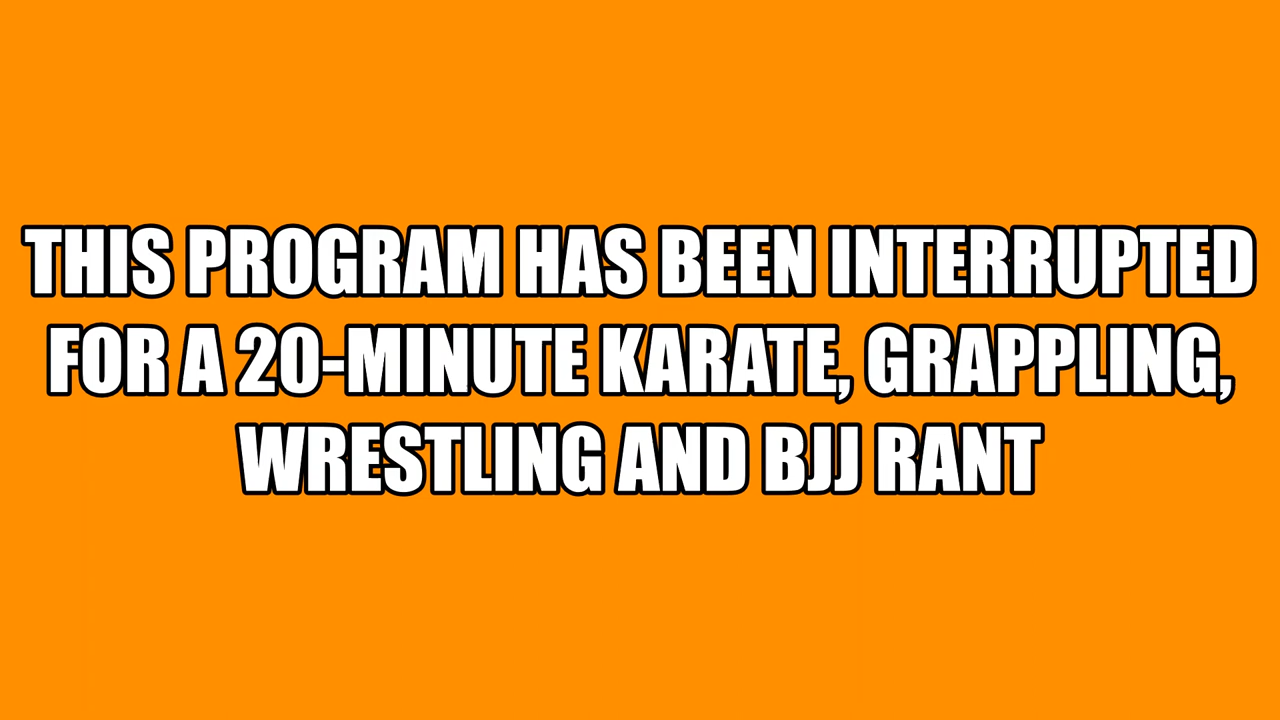 THIS PROGRAM HAS BEEN INTERRUPTED
FOR A 20-MINUTE KARATE, GRAPPLING,
WRESTLING AND BJJ RANT